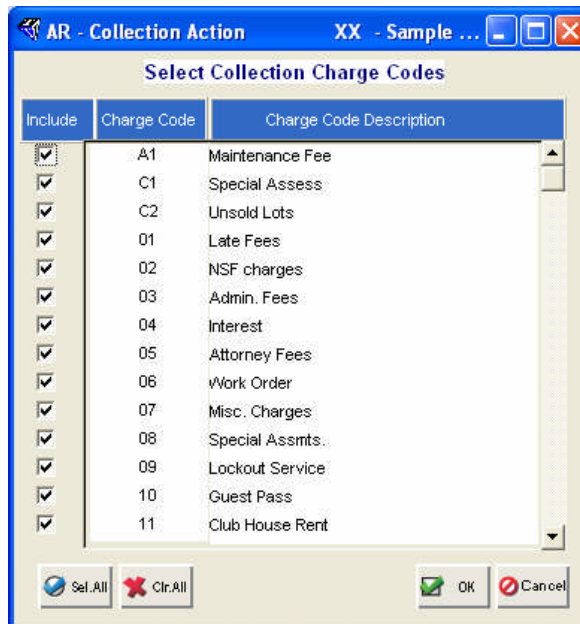 AR - Collection Action XX - Sample ...
Select Collection Charge Codes
Include Charge Code Charge Code Description
A1 Maintenance Fee
C1 Special Assess
C2 Unsold Lots
01 Late Fees
02 NSF charges
03 Admin. Fees
04 Interest
05 Attorney Fees
06 Work Order
07 Misc. Charges
08 Special Assmts.
09 Lockout Service
10 Guest Pass
11 Club House Rent
Sel.All Clr.All OK Cancel